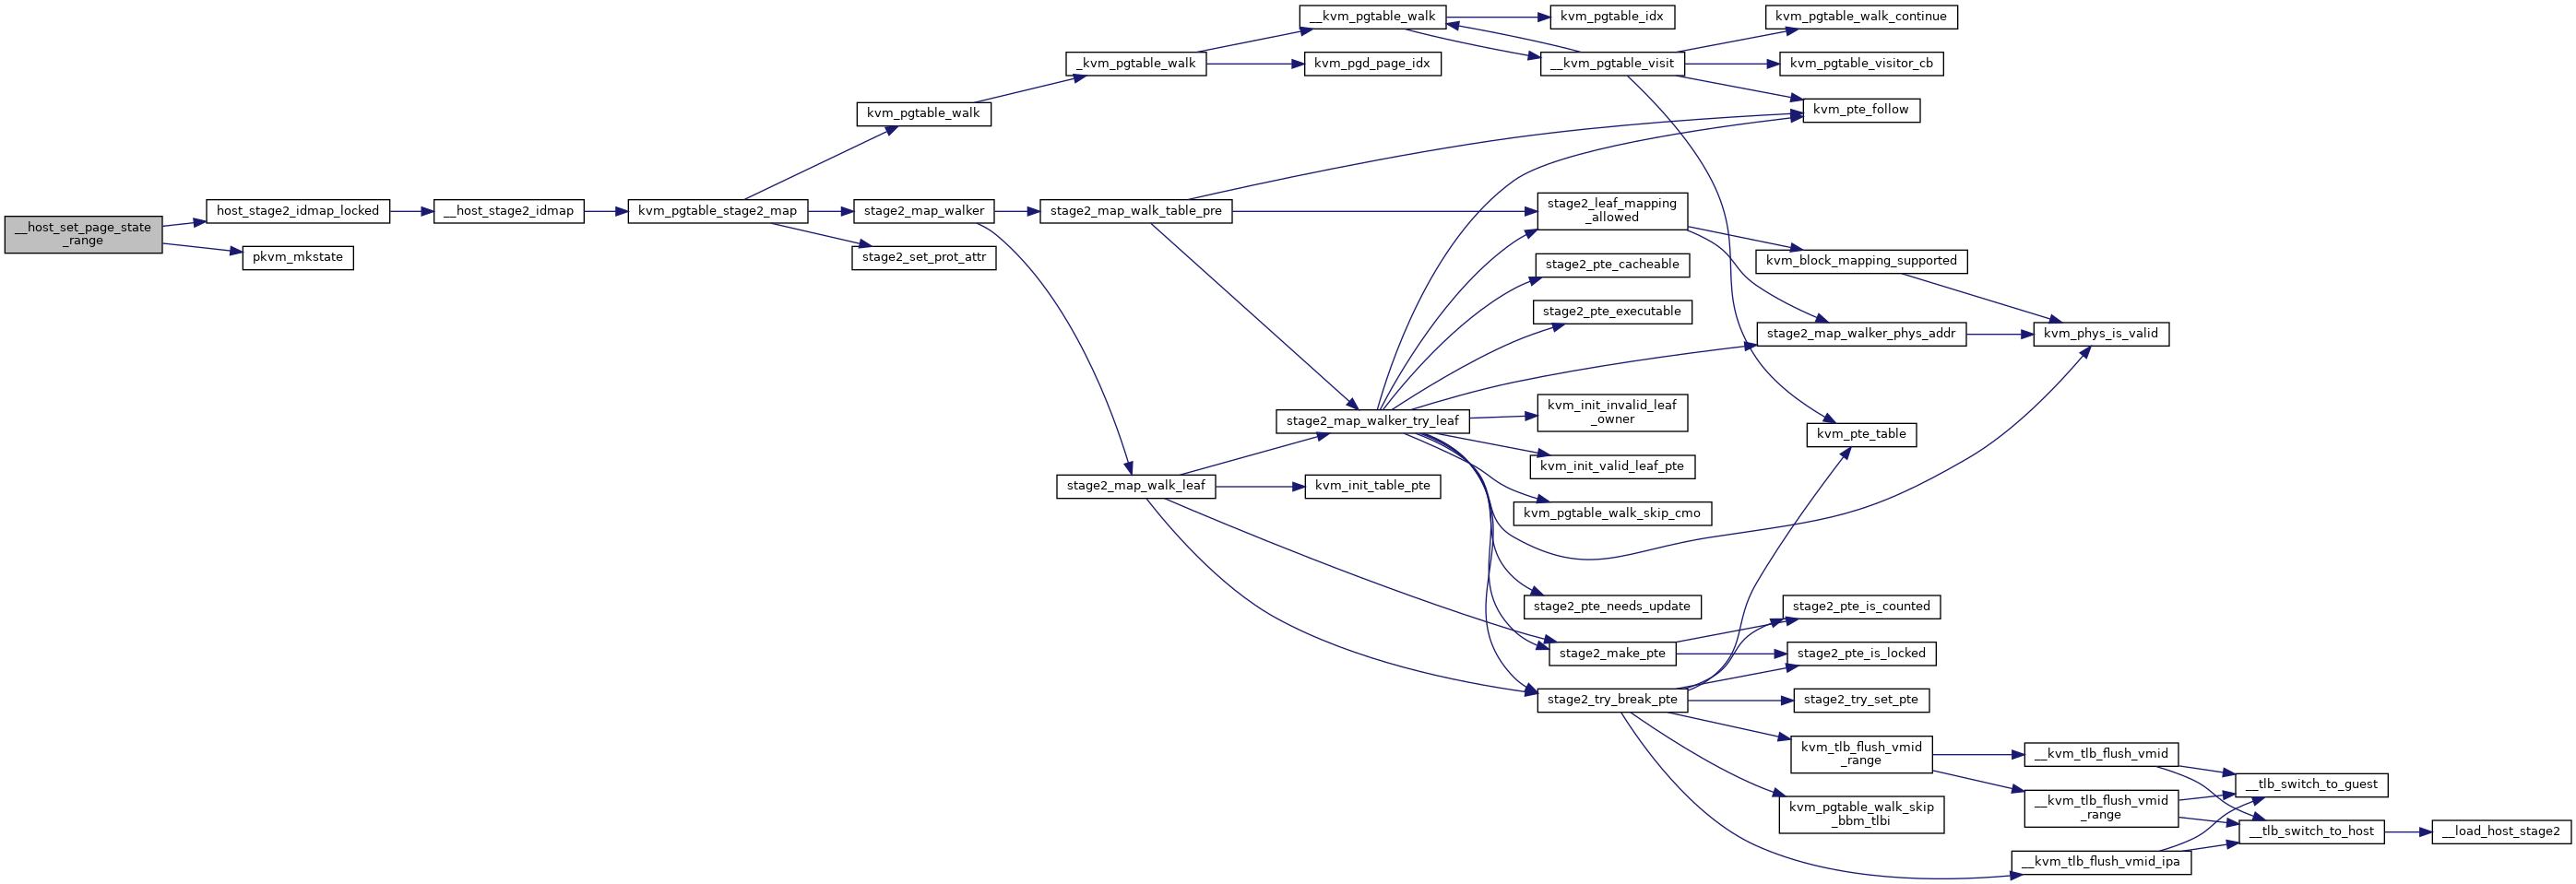 __host_set_page_state
_range
host_stage2_idmap_locked
pkvm_mkstate
__host_stage2_idmap
kvm_pgtable_stage2_map
kvm_pgtable_walk
stage2_map_walker
stage2_set_prot_attr
_kvm_pgtable_walk
stage2_map_walk_table_pre
stage2_map_walk_leaf
__kvm_pgtable_walk
kvm_pgd_page_idx
stage2_map_walker_try_leaf
kvm_init_table_pte
kvm_pgtable_idx
__kvm_pgtable_visit
stage2_leaf_mapping
_allowed
stage2_pte_cacheable
stage2_pte_executable
kvm_init_invalid_leaf
_owner
kvm_init_valid_leaf_pte
kvm_pgtable_walk_skip_cmo
stage2_pte_needs_update
stage2_make_pte
stage2_try_break_pte
kvm_pgtable_walk_continue
kvm_pgtable_visitor_cb
kvm_pte_follow
kvm_block_mapping_supported
stage2_map_walker_phys_addr
kvm_pte_table
stage2_pte_is_counted
stage2_pte_is_locked
stage2_try_set_pte
kvm_tlb_flush_vmid
_range
kvm_pgtable_walk_skip
_bbm_tlbi
kvm_phys_is_valid
__kvm_tlb_flush_vmid
__kvm_tlb_flush_vmid
_range
__kvm_tlb_flush_vmid_ipa
__tlb_switch_to_guest
__tlb_switch_to_host
__load_host_stage2